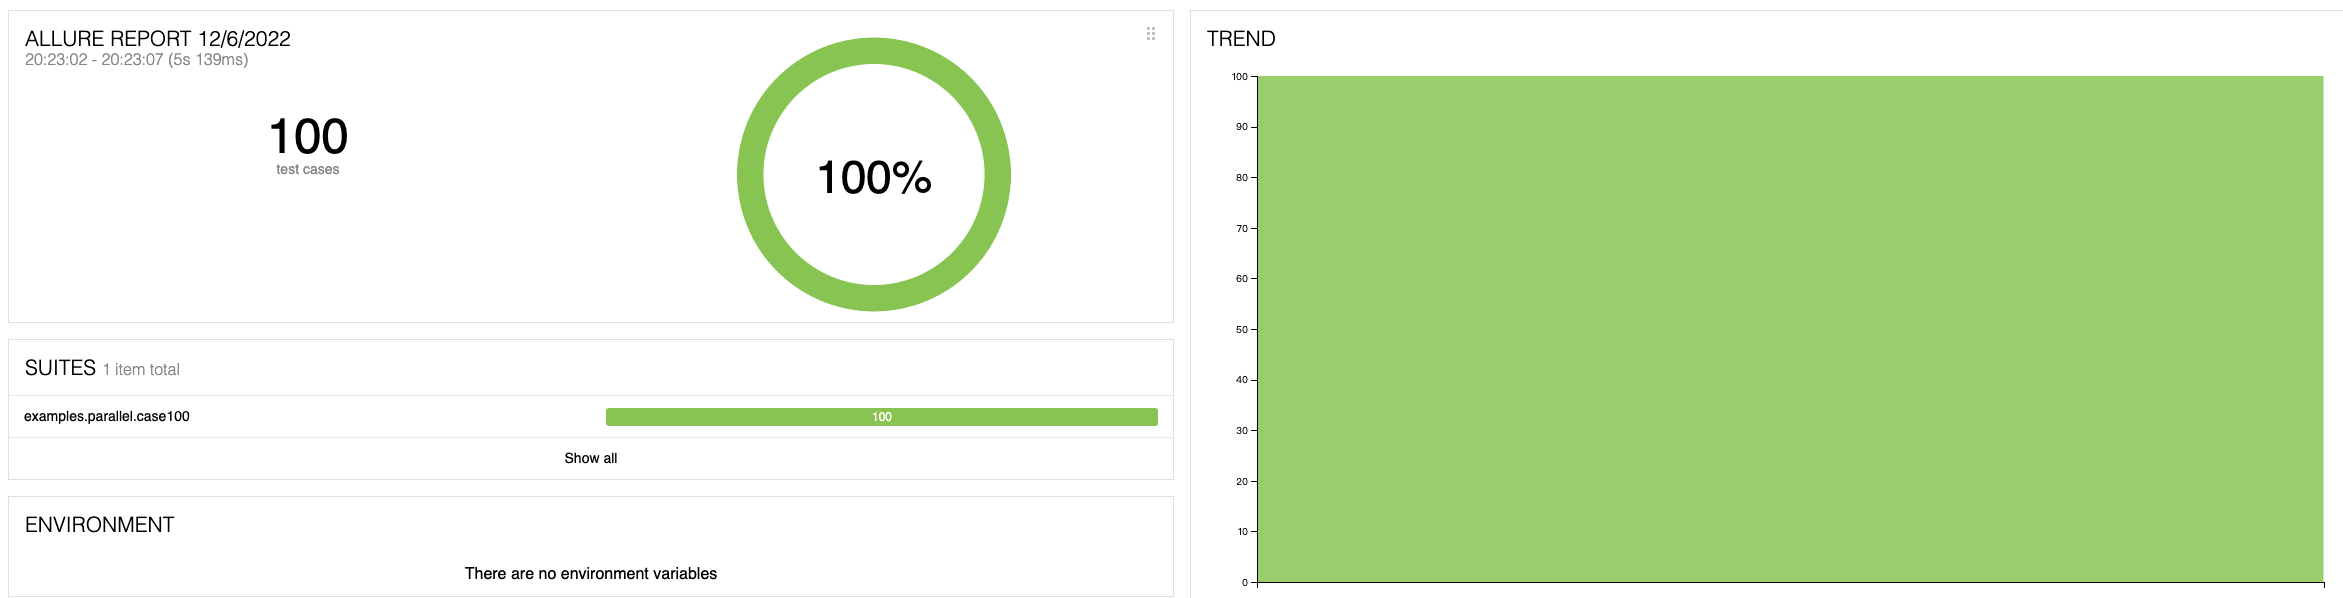 ALLURE REPORT 12/6/2022
20:23:02 - 20:23:07 (5s 139ms)
100
test cases
100%
SUITES 1 item total
examples.parallel.case100
100
Show all
ENVIRONMENT
There are no environment variables
TREND
100
90
80
70
60
50
40
30
20
10
0